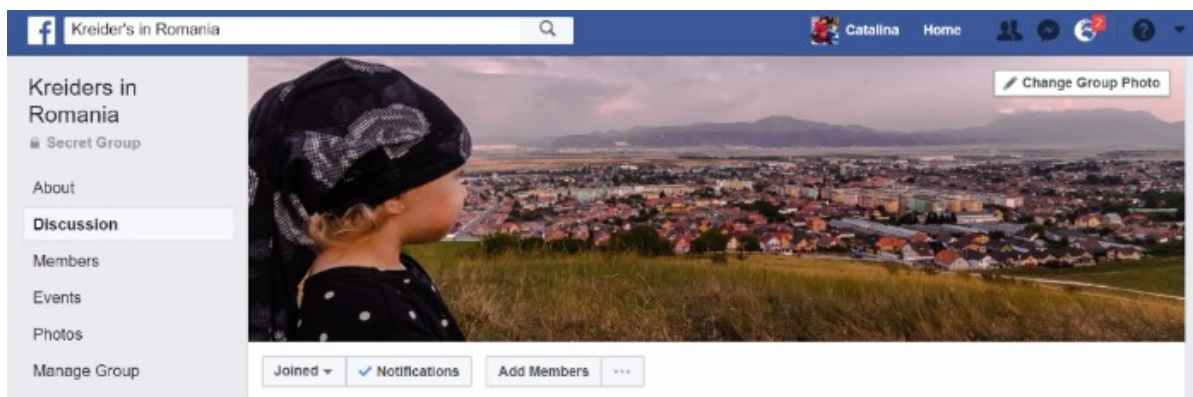 f
Kreider's in Romania
Catalina
Home
7
?
Kreiders in
Romania
Secret Group
About
Discussion
Members
Events
Photos
Manage Group
Change Group Photo
Joined
Notifications
Add Members
...